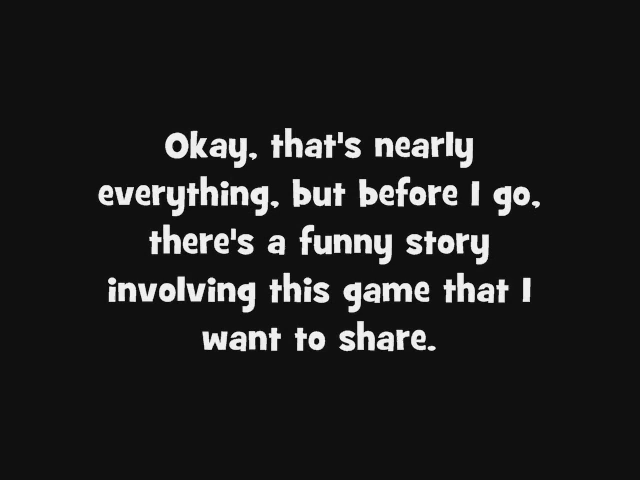 Okay, that's nearly
everything, but before I go,
there's a funny story
involving this game that I
want to share.